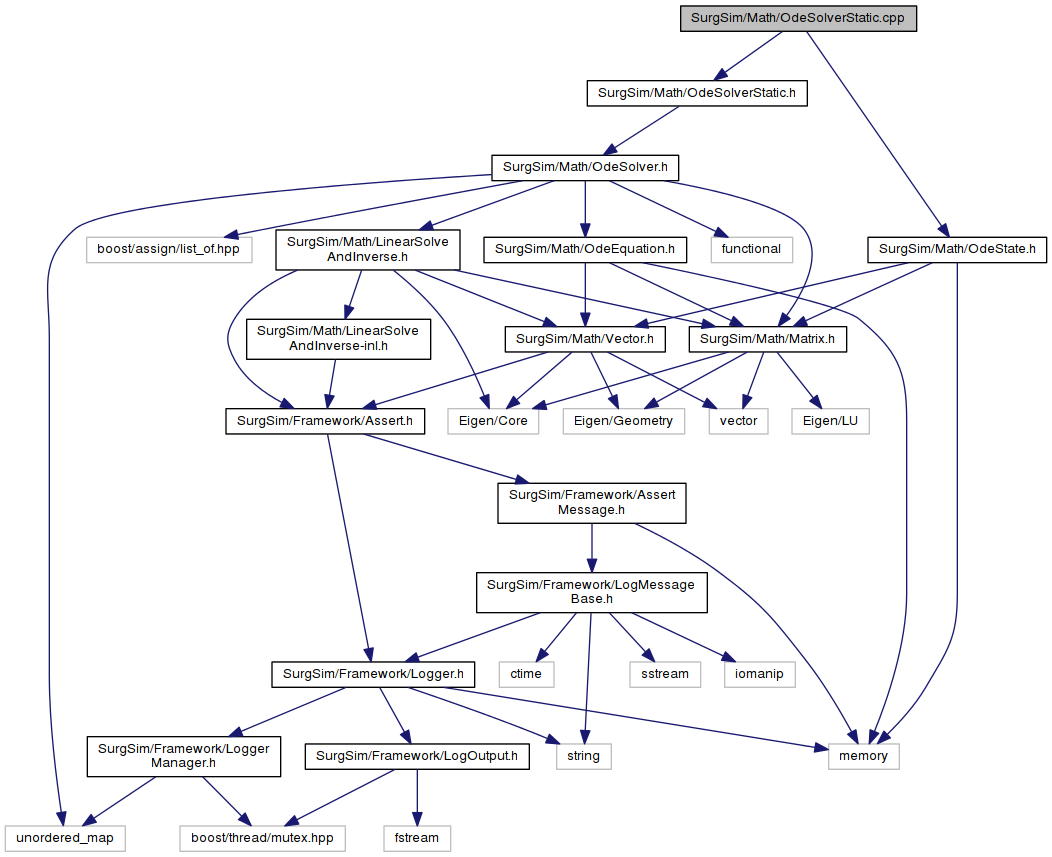 SurgSim/Math/OdeSolverStatic.cpp
SurgSim/Math/OdeSolverStatic.h
SurgSim/Math/OdeSolver.h
boost/assign/list_of.hpp
SurgSim/Math/LinearSolve
AndInverse.h
SurgSim/Math/OdeEquation.h
functional
SurgSim/Math/OdeState.h
SurgSim/Math/LinearSolve
AndInverse-inl.h
SurgSim/Math/Vector.h
SurgSim/Math/Matrix.h
SurgSim/Framework/Assert.h
Eigen/Core
Eigen/Geometry
vector
Eigen/LU
SurgSim/Framework/Assert
Message.h
SurgSim/Framework/LogMessage
Base.h
SurgSim/Framework/Logger.h
ctime
sstream
iomanip
SurgSim/Framework/Logger
Manager.h
SurgSim/Framework/LogOutput.h
string
memory
unordered_map
boost/thread/mutex.hpp
fstream